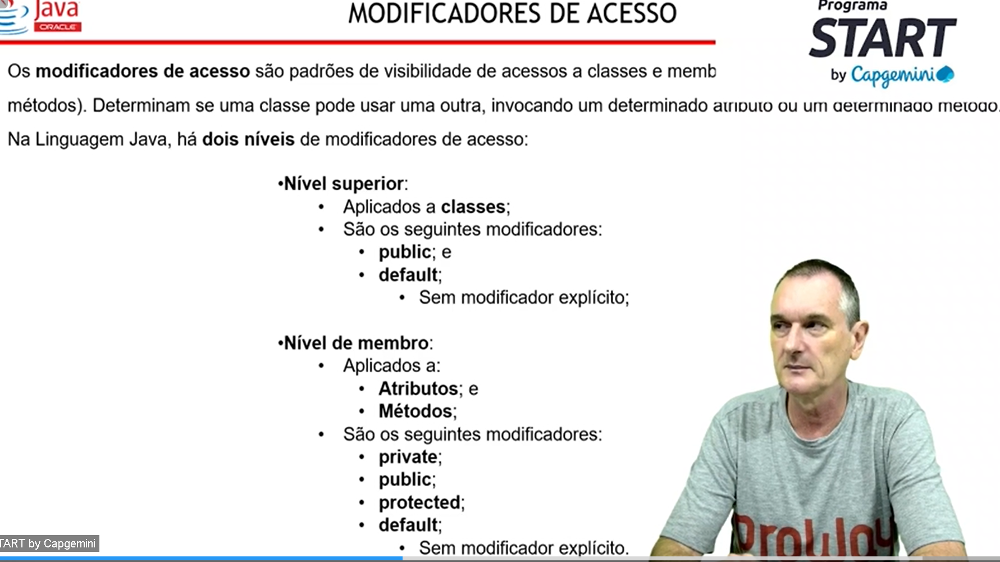 Java
ORACLE
MODIFICADORES DE ACESSO
Programa
START
by Capgemini
Os modificadores de acesso são padrões de visibilidade de acessos a classes e memb
métodos). Determinam se uma classe pode usar uma outra, invocando um determinado atributo ou um determinado método.
Na Linguagem Java, há dois níveis de modificadores de acesso:
•Nível superior:
• Aplicados a classes;
• São os seguintes modificadores:
• public; e
• default;
• Sem modificador explícito;
•Nível de membro:
• Aplicados a:
• Atributos; e
• Métodos;
• São os seguintes modificadores:
• private;
• public;
• protected;
• default;
• Sem modificador explícito.
proway
TART by Capgemini